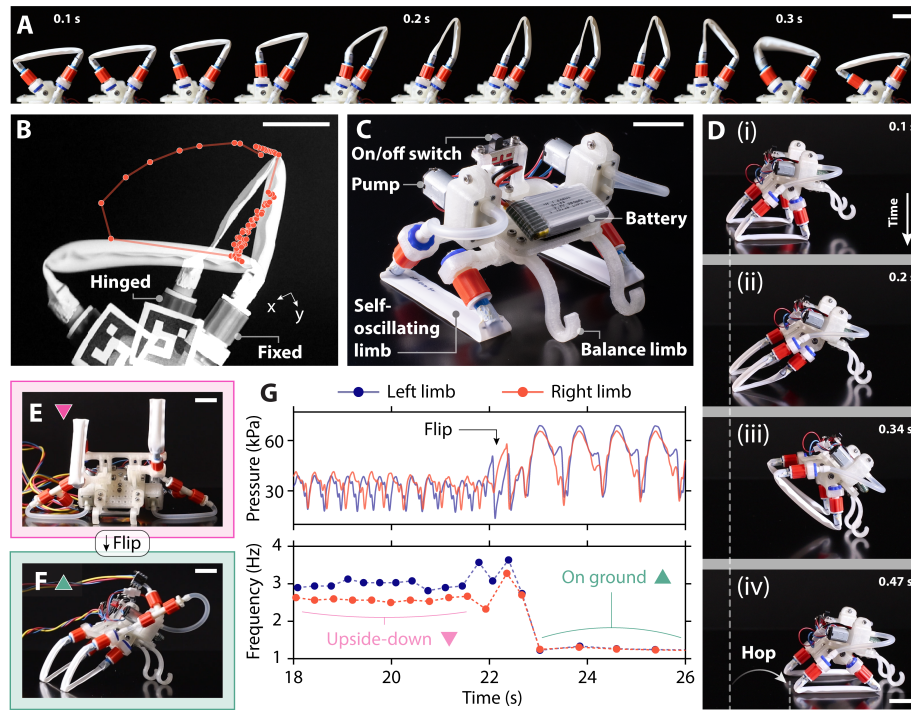 A
0.1 s
0.2 s
0.3 s
B
Hinged
x
y
Fixed
C
On/off switch
Pump
Battery
Self-
oscillating
limb
Balance limb
D
(i)
0.1 s
Time
(ii)
0.2 s
(iii)
0.34 s
(iv)
0.47 s
Hop
E
Flip
F
G
Left limb
Right limb
Flip
Pressure (kPa)
60
30
Frequency (Hz)
4
3
2
1
On ground
Upside-down
18
20
22
24
26
Time (s)